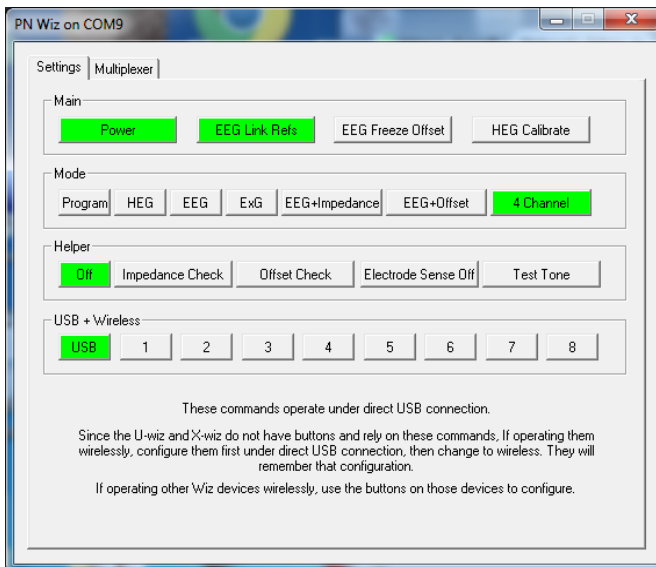 PN Wiz on COM9
Settings Multiplexer
Main
Power EEG Link Refs EEG Freeze Offset HEG Calibrate
Mode
Program HEG EEG ExG EEG+Impedance EEG+Offset 4 Channel
Helper
Off Impedance Check Offset Check Electrode Sense Off Test Tone
USB + Wireless
USB 1 2 3 4 5 6 7 8
These commands operate under direct USB connection.
Since the U-wiz and X-wiz do not have buttons and rely on these commands, If operating them
wirelessly, configure them first under direct USB connection, then change to wireless. They will
remember that configuration.
If operating other Wiz devices wirelessly, use the buttons on those devices to configure.